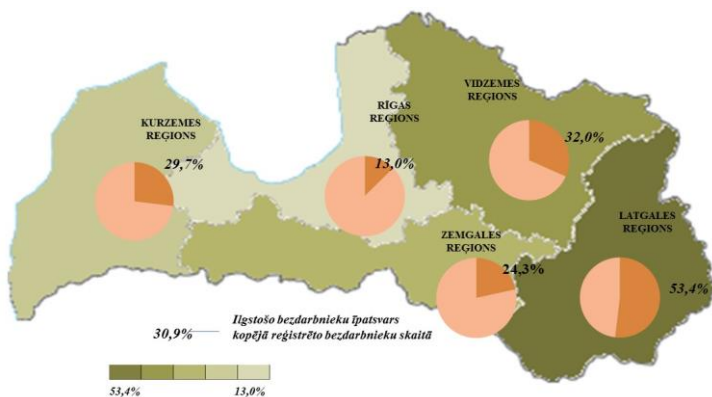 VIDZEMES
REĢIONS
32,0%
RĪGAS
REĢIONS
13,0%
KURZEMES
REĢIONS
29,7%
LATGALES
REĢIONS
53,4%
ZEMGALES
REĢIONS
24,3%
30,9%
Ilgstošo bezdarbnieku īpatsvars
kopējā reģistrēto bezdarbnieku skaitā
53,4%
13,0%